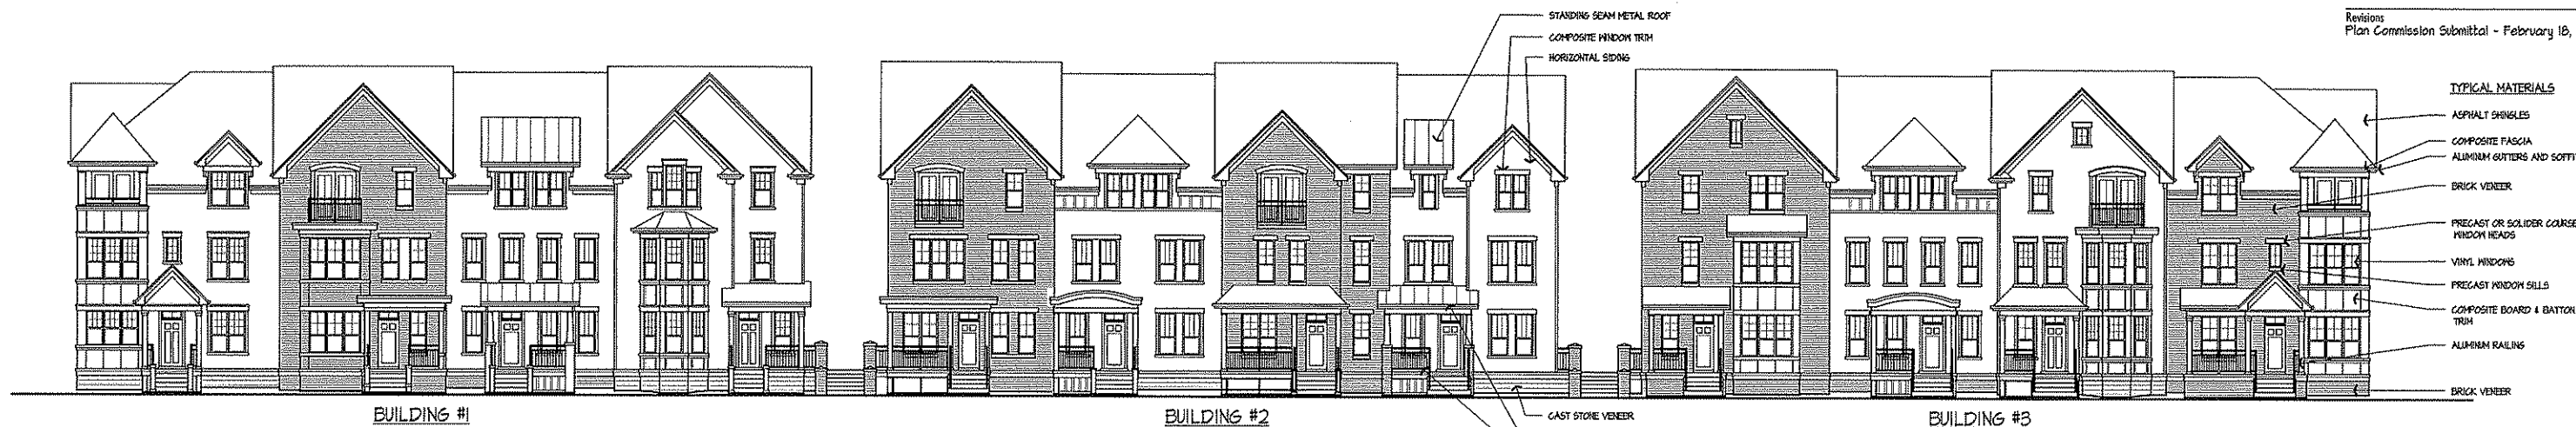 Revisions
Plan Commission Submittal - February 18,
STANDING SEAM METAL ROOF
COMPOSITE WINDOW TRIM
HORIZONTAL SIDING
TYPICAL MATERIALS
ASPHALT SHINGLES
COMPOSITE FASCIA
ALUMINUM GUTTERS AND SOFFIT
BRICK VENEER
PRECAST OR SOLIDER COURSE
WINDOW HEADS
VINYL WINDOWS
PRECAST WINDOW SILLS
COMPOSITE BOARD & BATTON
TRIM
ALUMINUM RAILING
BRICK VENEER
CAST STONE VENEER
BUILDING #1
BUILDING #2
BUILDING #3